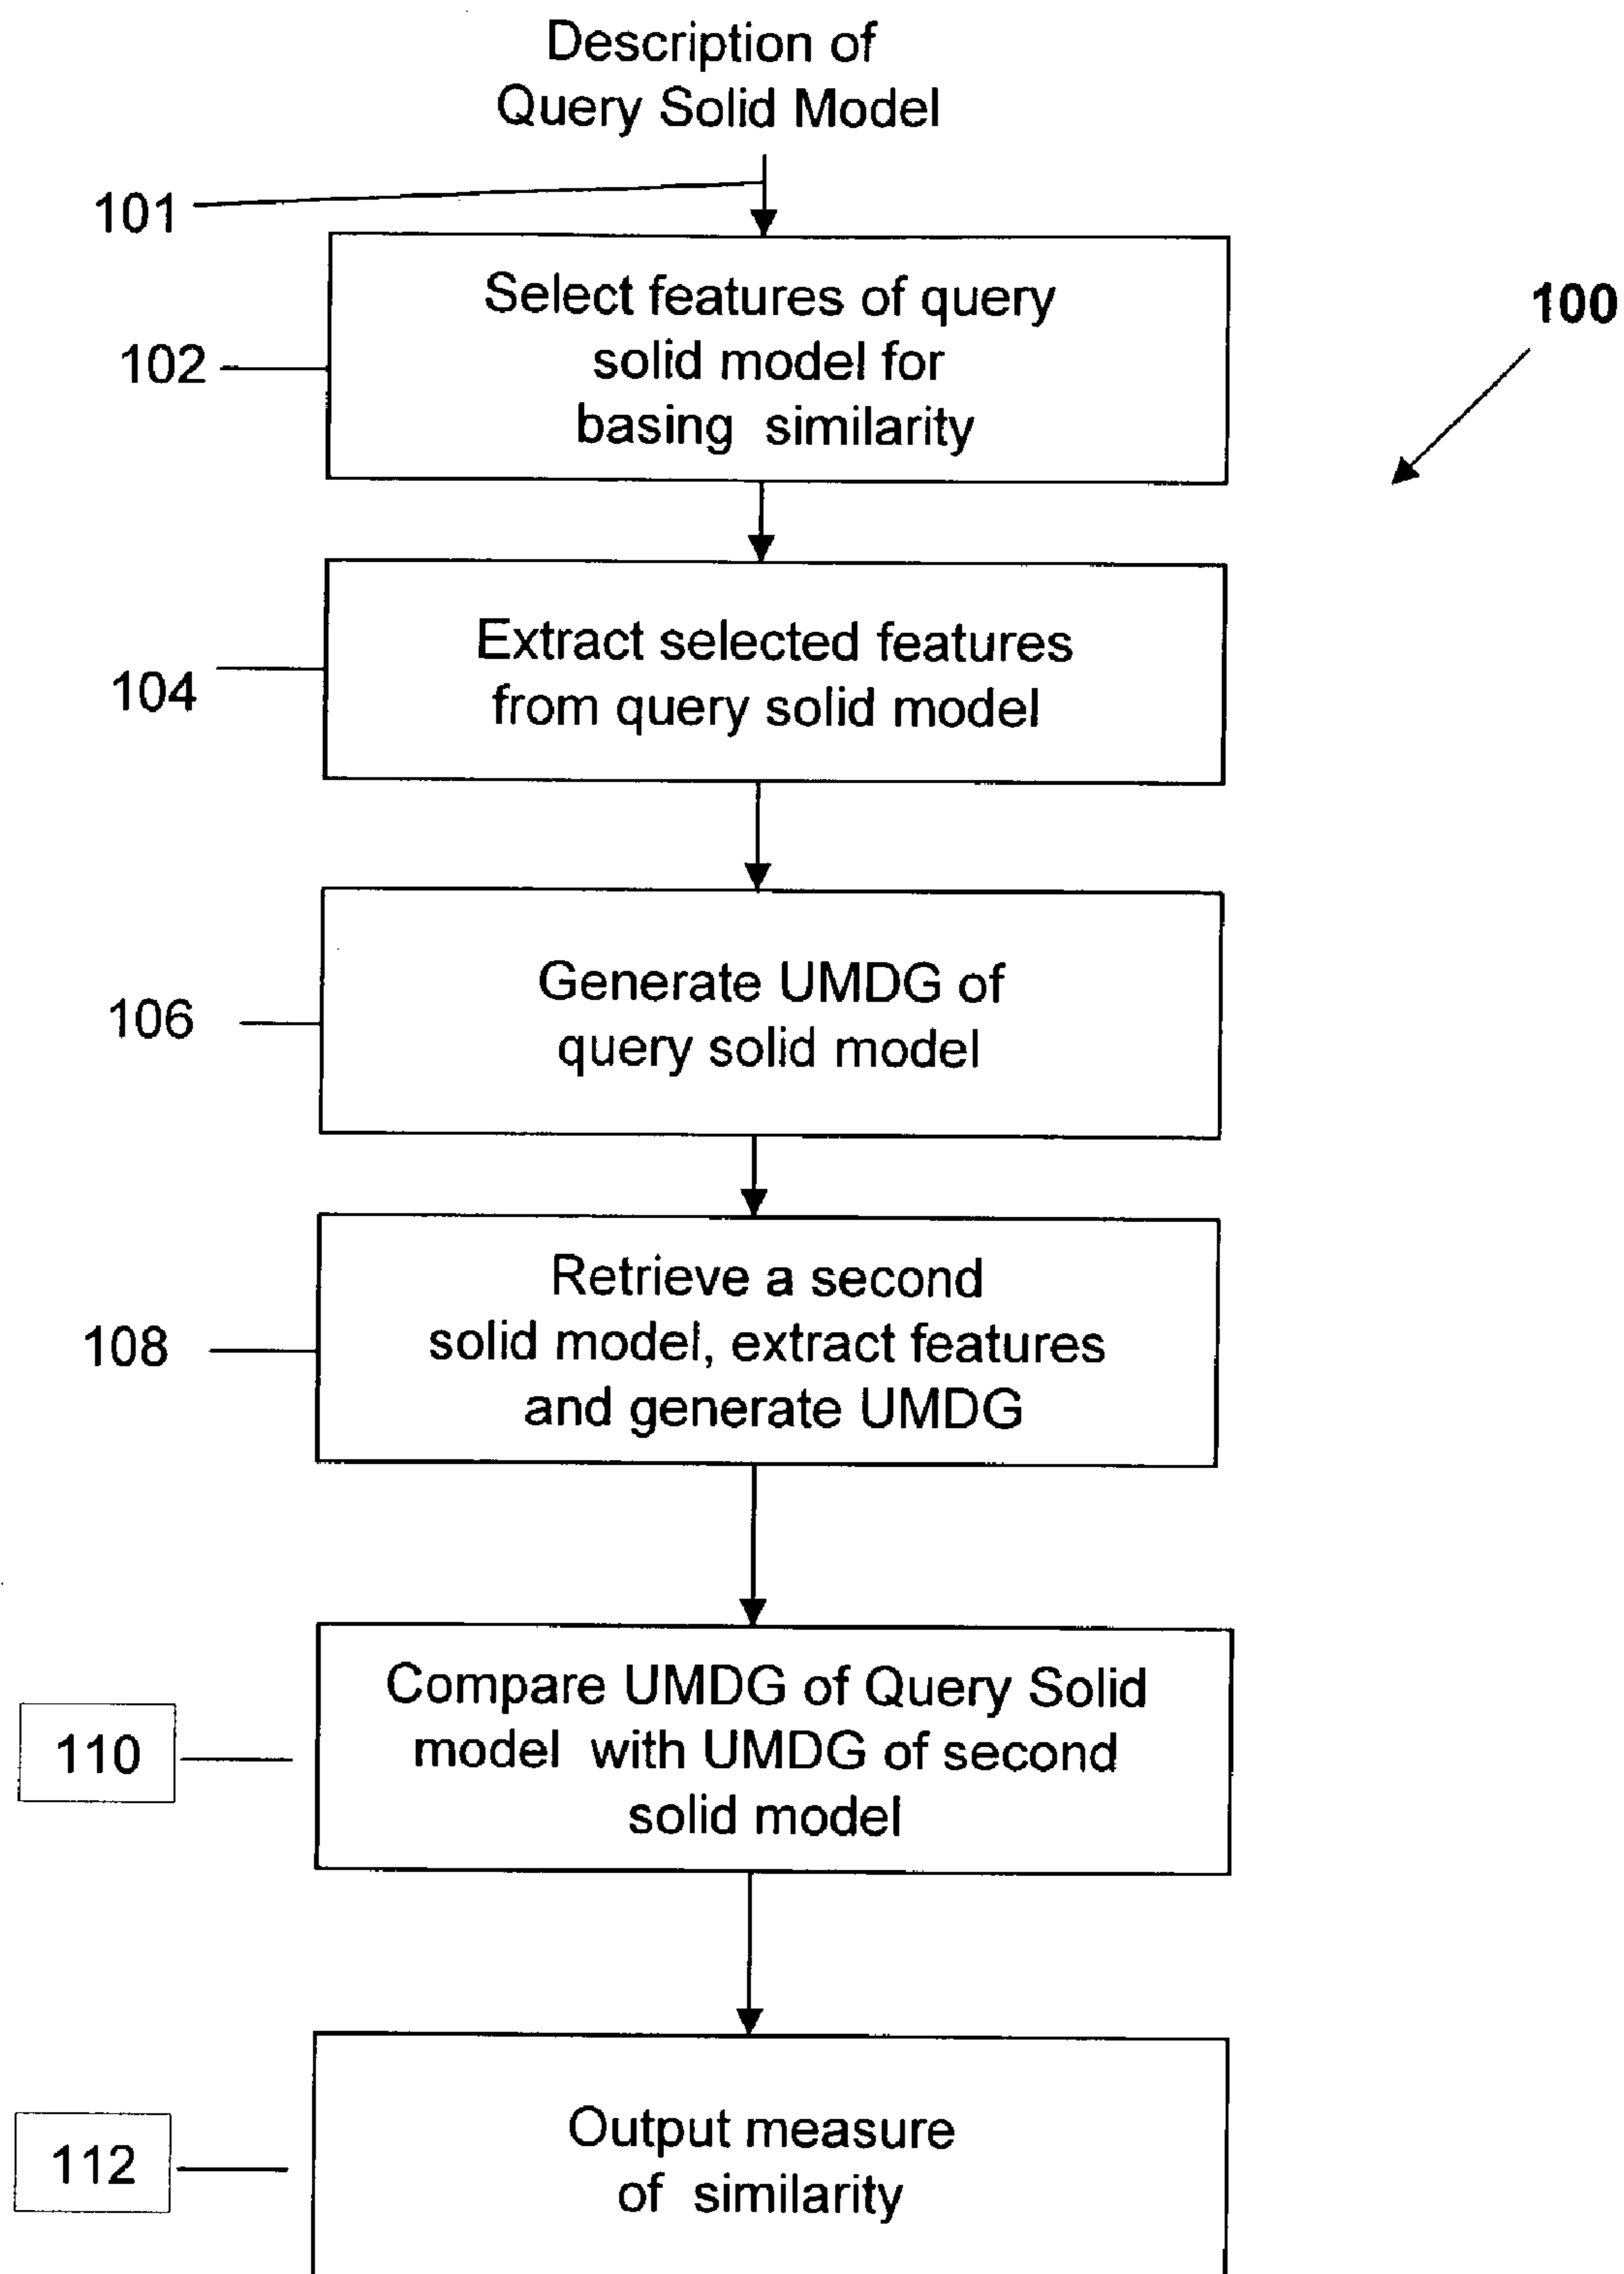 Description of
Query Solid Model
101
Select features of query
solid model for
basing similarity
100
102
Extract selected features
from query solid model
104
Generate UMDG of
query solid model
106
Retrieve a second
solid model, extract features
and generate UMDG
108
Compare UMDG of Query Solid
model with UMDG of second
solid model
110
Output measure
of similarity
112